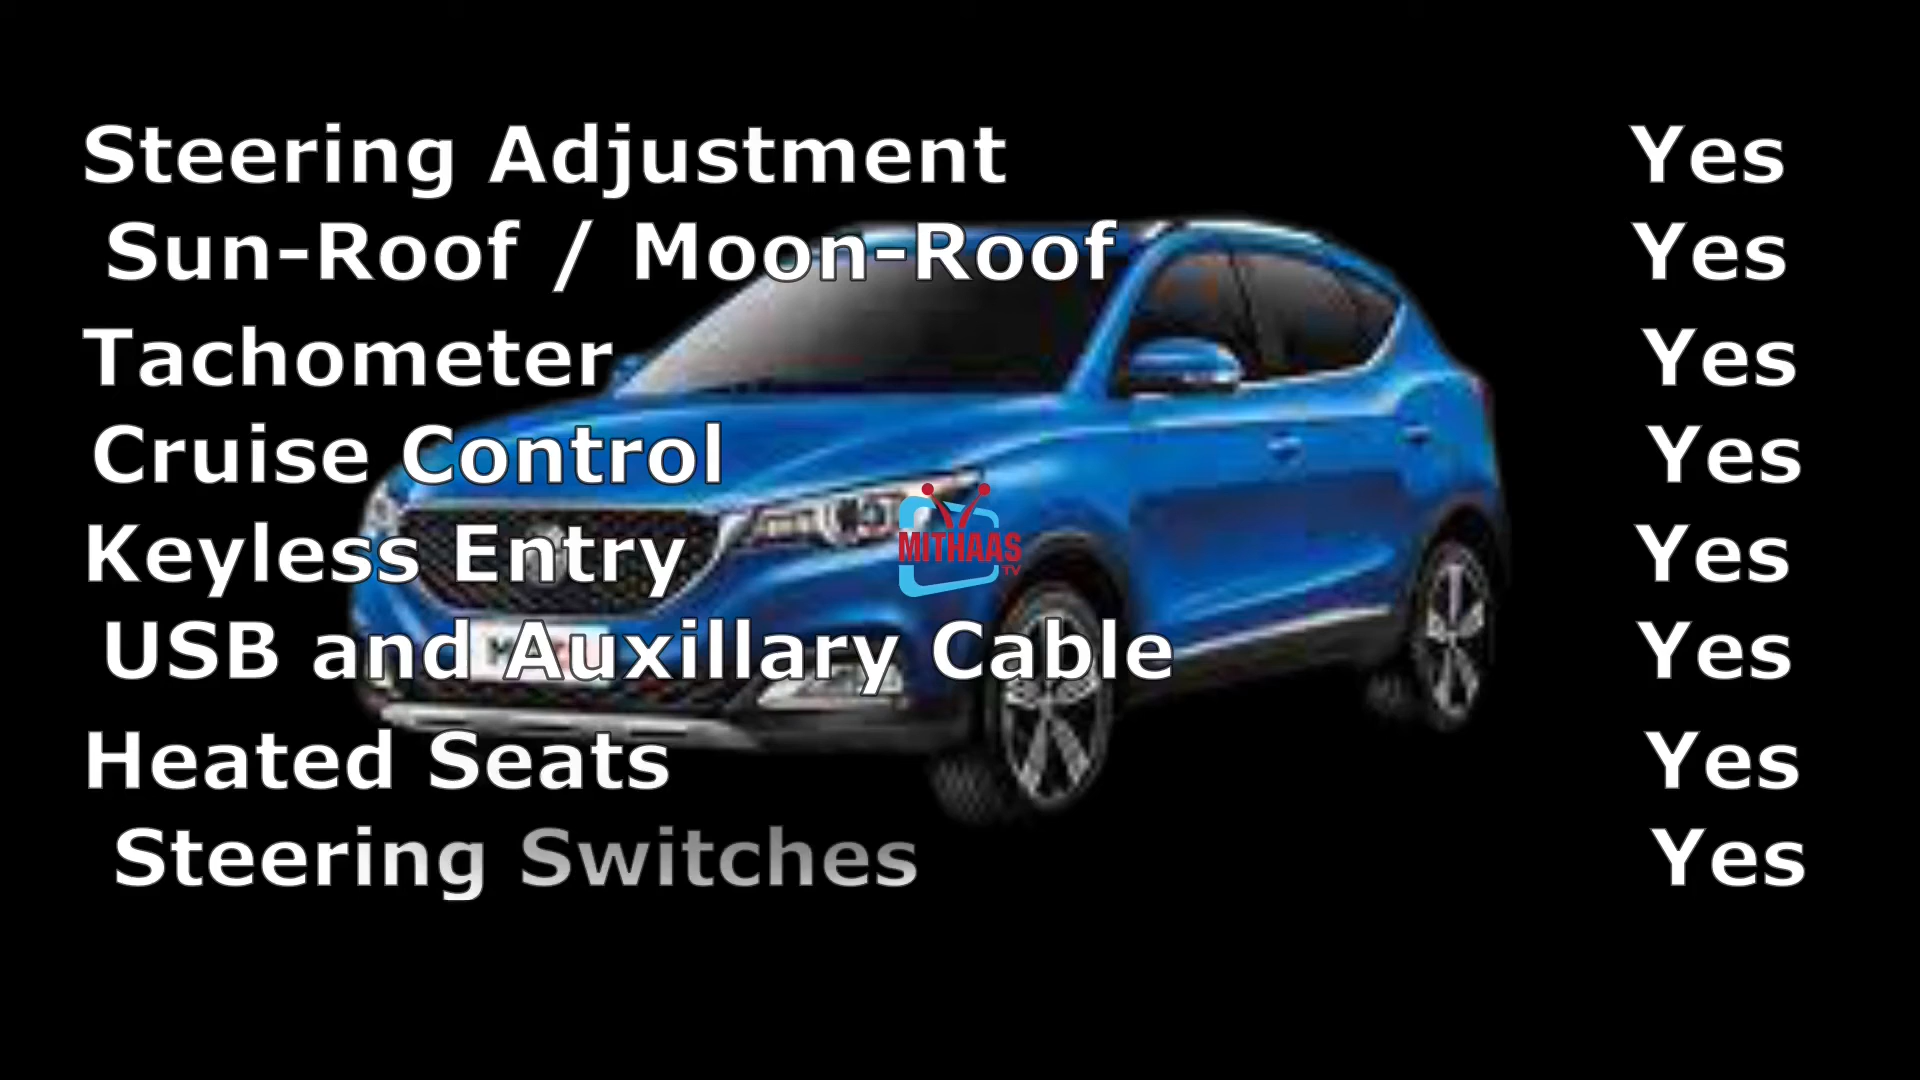 Steering Adjustment Yes
Sun-Roof / Moon-Roof Yes
Tachometer Yes
Cruise Control Yes
Keyless Entry Yes
USB and Auxillary Cable Yes
Heated Seats Yes
Steering Switches Yes
MITHAAS
TV